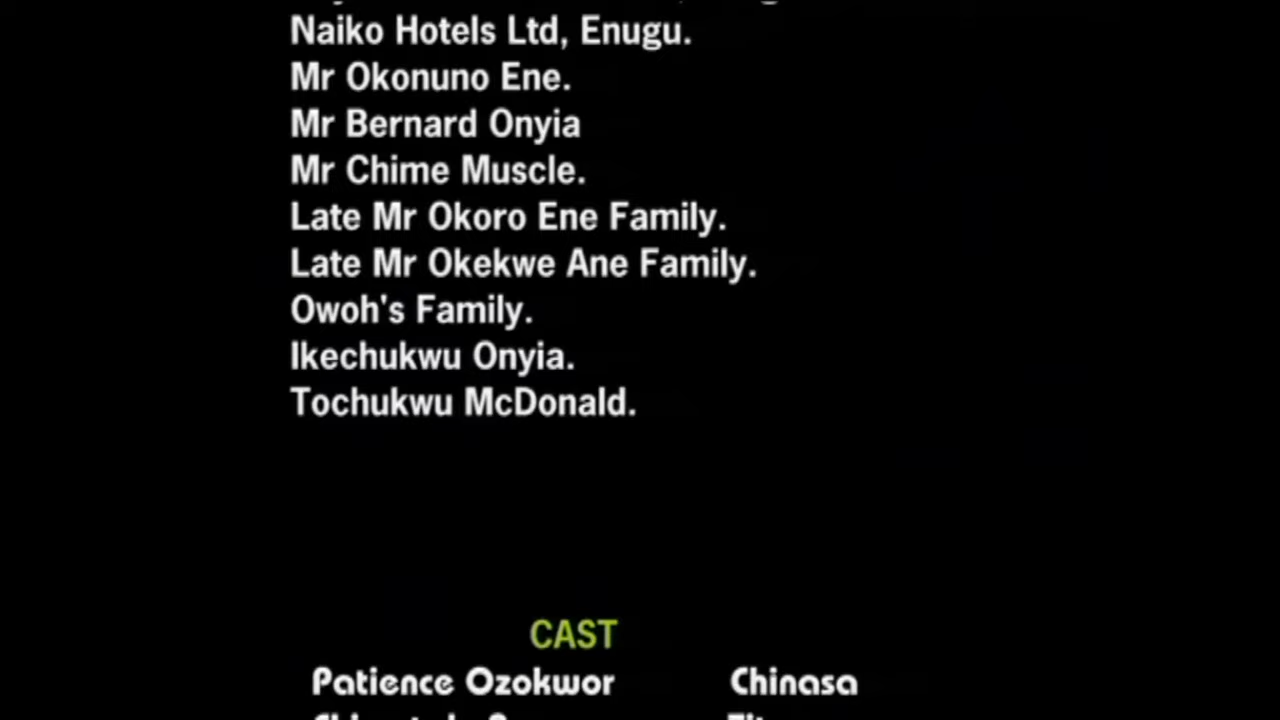 Naiko Hotels Ltd, Enugu.
Mr Okonuno Ene.
Mr Bernard Onyia
Mr Chime Muscle.
Late Mr Okoro Ene Family.
Late Mr Okekwe Ane Family.
Owoh's Family.
Ikechukwu Onyia.
Tochukwu McDonald.
CAST
Patience Ozokwor Chinasa